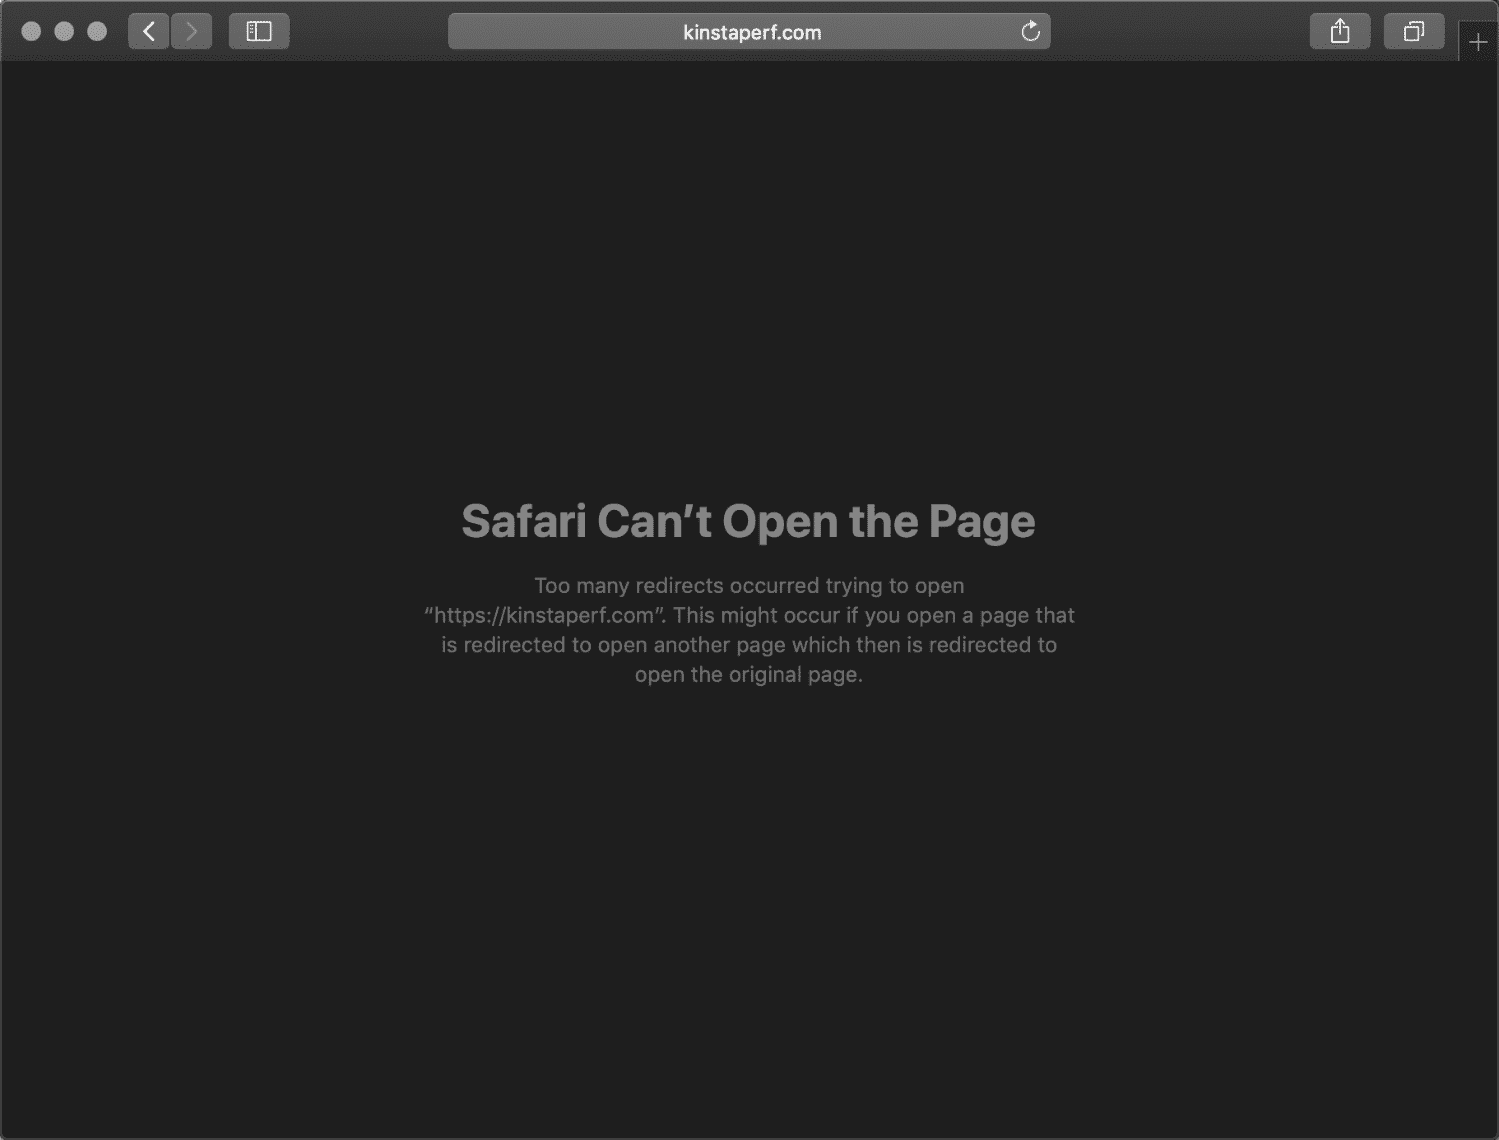 kinstaperf.com
Safari Can’t Open the Page
Too many redirects occurred trying to open
“https://kinstaperf.com”. This might occur if you open a page that
is redirected to open another page which then is redirected to
open the original page.